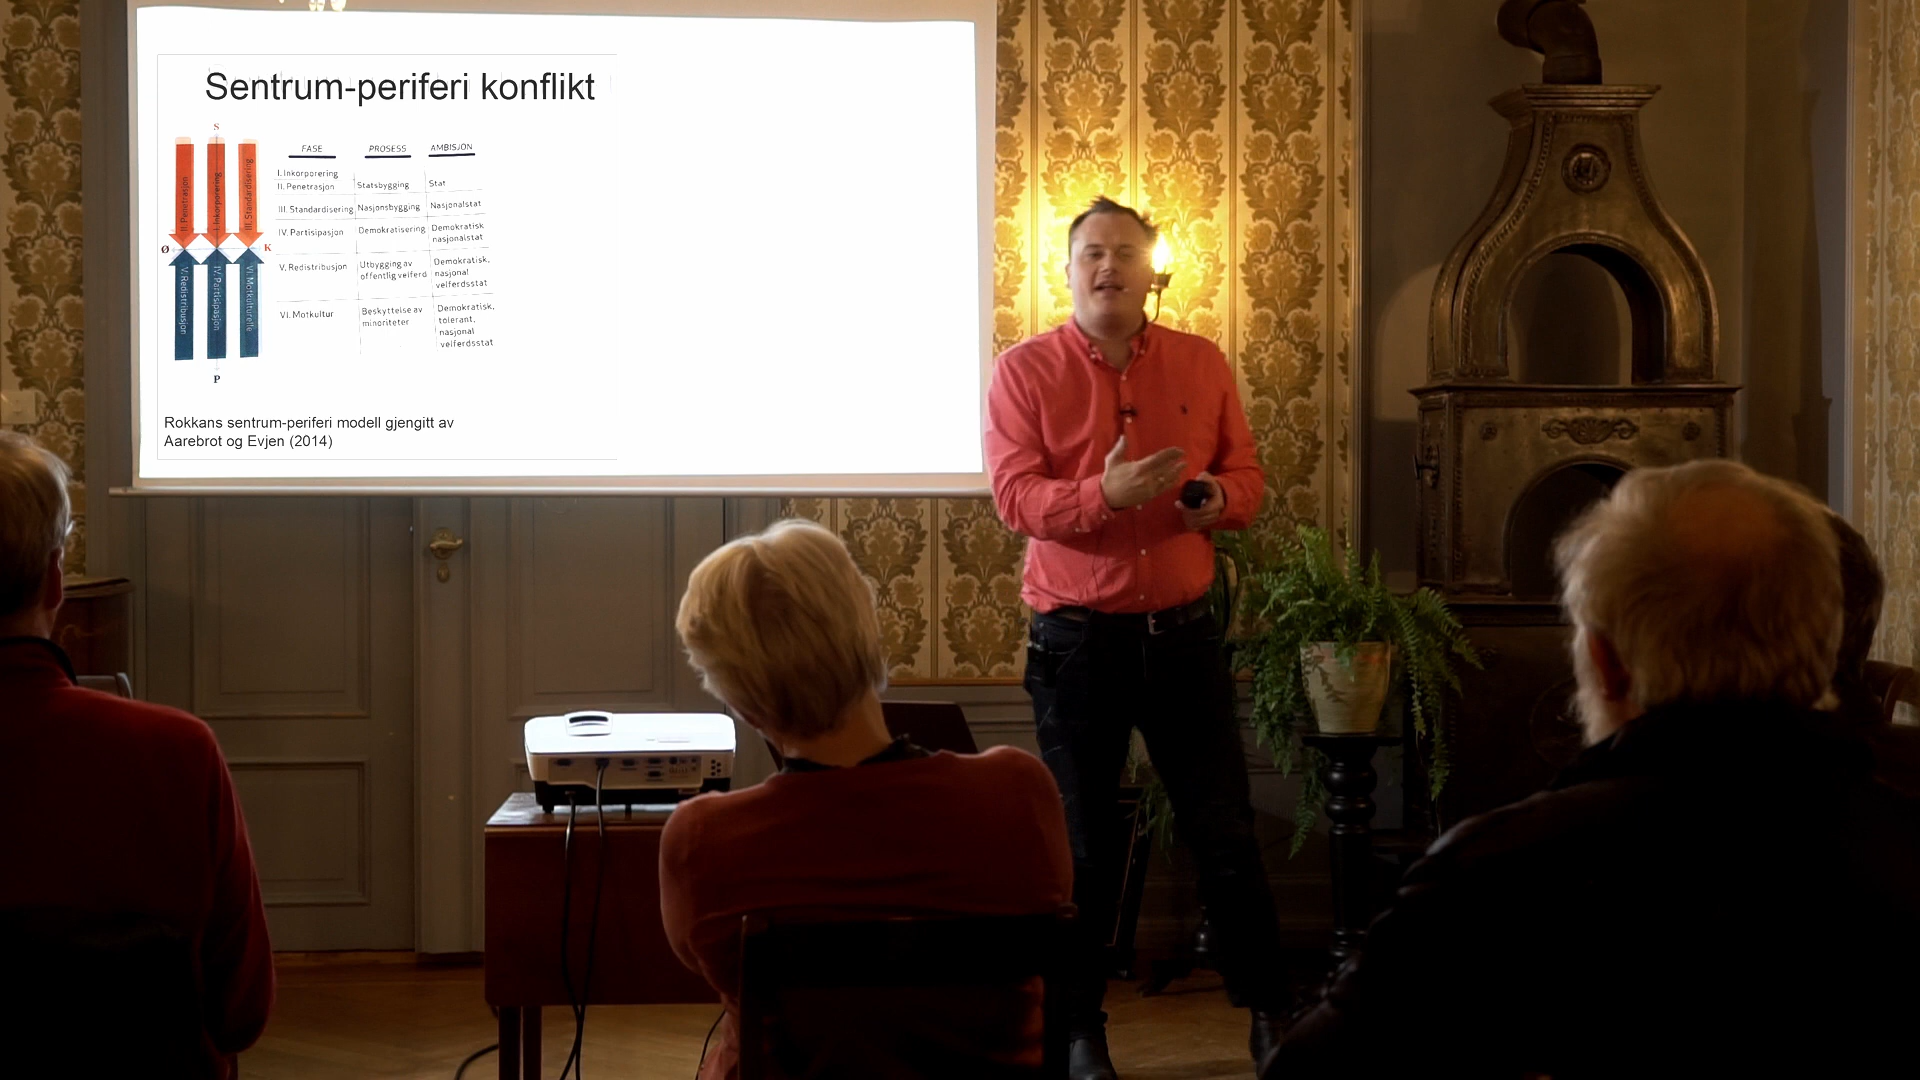 Sentrum-periferi konflikt
S
II. Penetrasjon
I. Inkorporering
III. Standardisering
Ø
K
V. Redistribusjon
IV. Partisipasjon
VI. Motkulturelle
P
FASE PROSESS AMBISJON
I. Inkorporering
II. Penetrasjon Statsbygging Stat
III. Standardisering Nasjonsbygging Nasjonalstat
IV. Partisipasjon Demokratisering Demokratisk
nasjonalstat
V. Redistribusjon Utbygging av Demokratisk,
offentlig velferd nasjonal
velferdsstat
VI. Motkultur Beskyttelse av Demokratisk,
minoriteter tolerant,
nasjonal
velferdsstat
Rokkans sentrum-periferi modell gjengitt av
Aarebrot og Evjen (2014)